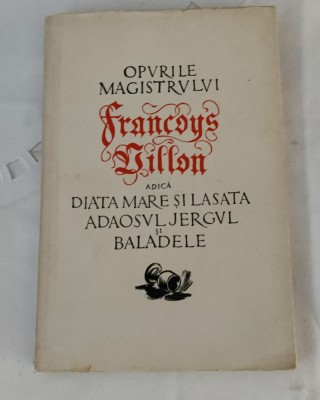 OPVRILE
MAGISTRVLVI
Françoys
Villon
ADICĂ
DIATA MARE ȘI LASATA
ADAOSVL JERGVL
ȘI
BALADELE